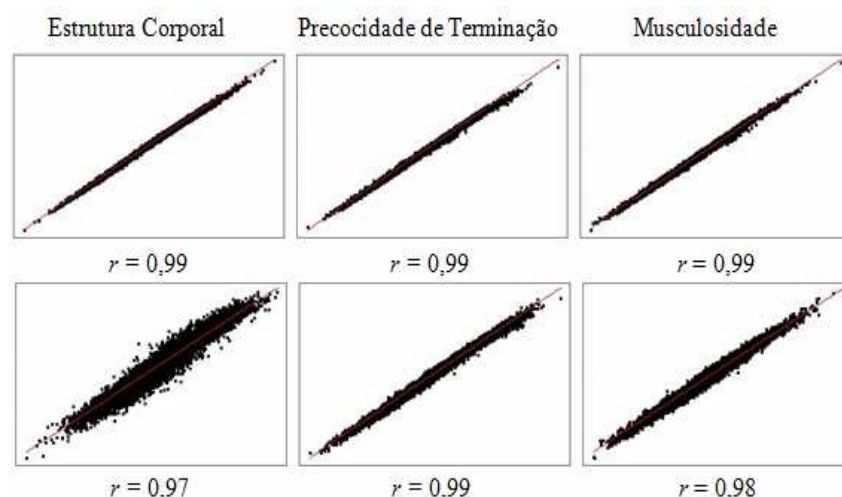 Estrutura Corporal Precocidade de Terminação Musculosidade
r = 0,99 r = 0,99 r = 0,99
r = 0,97 r = 0,99 r = 0,98